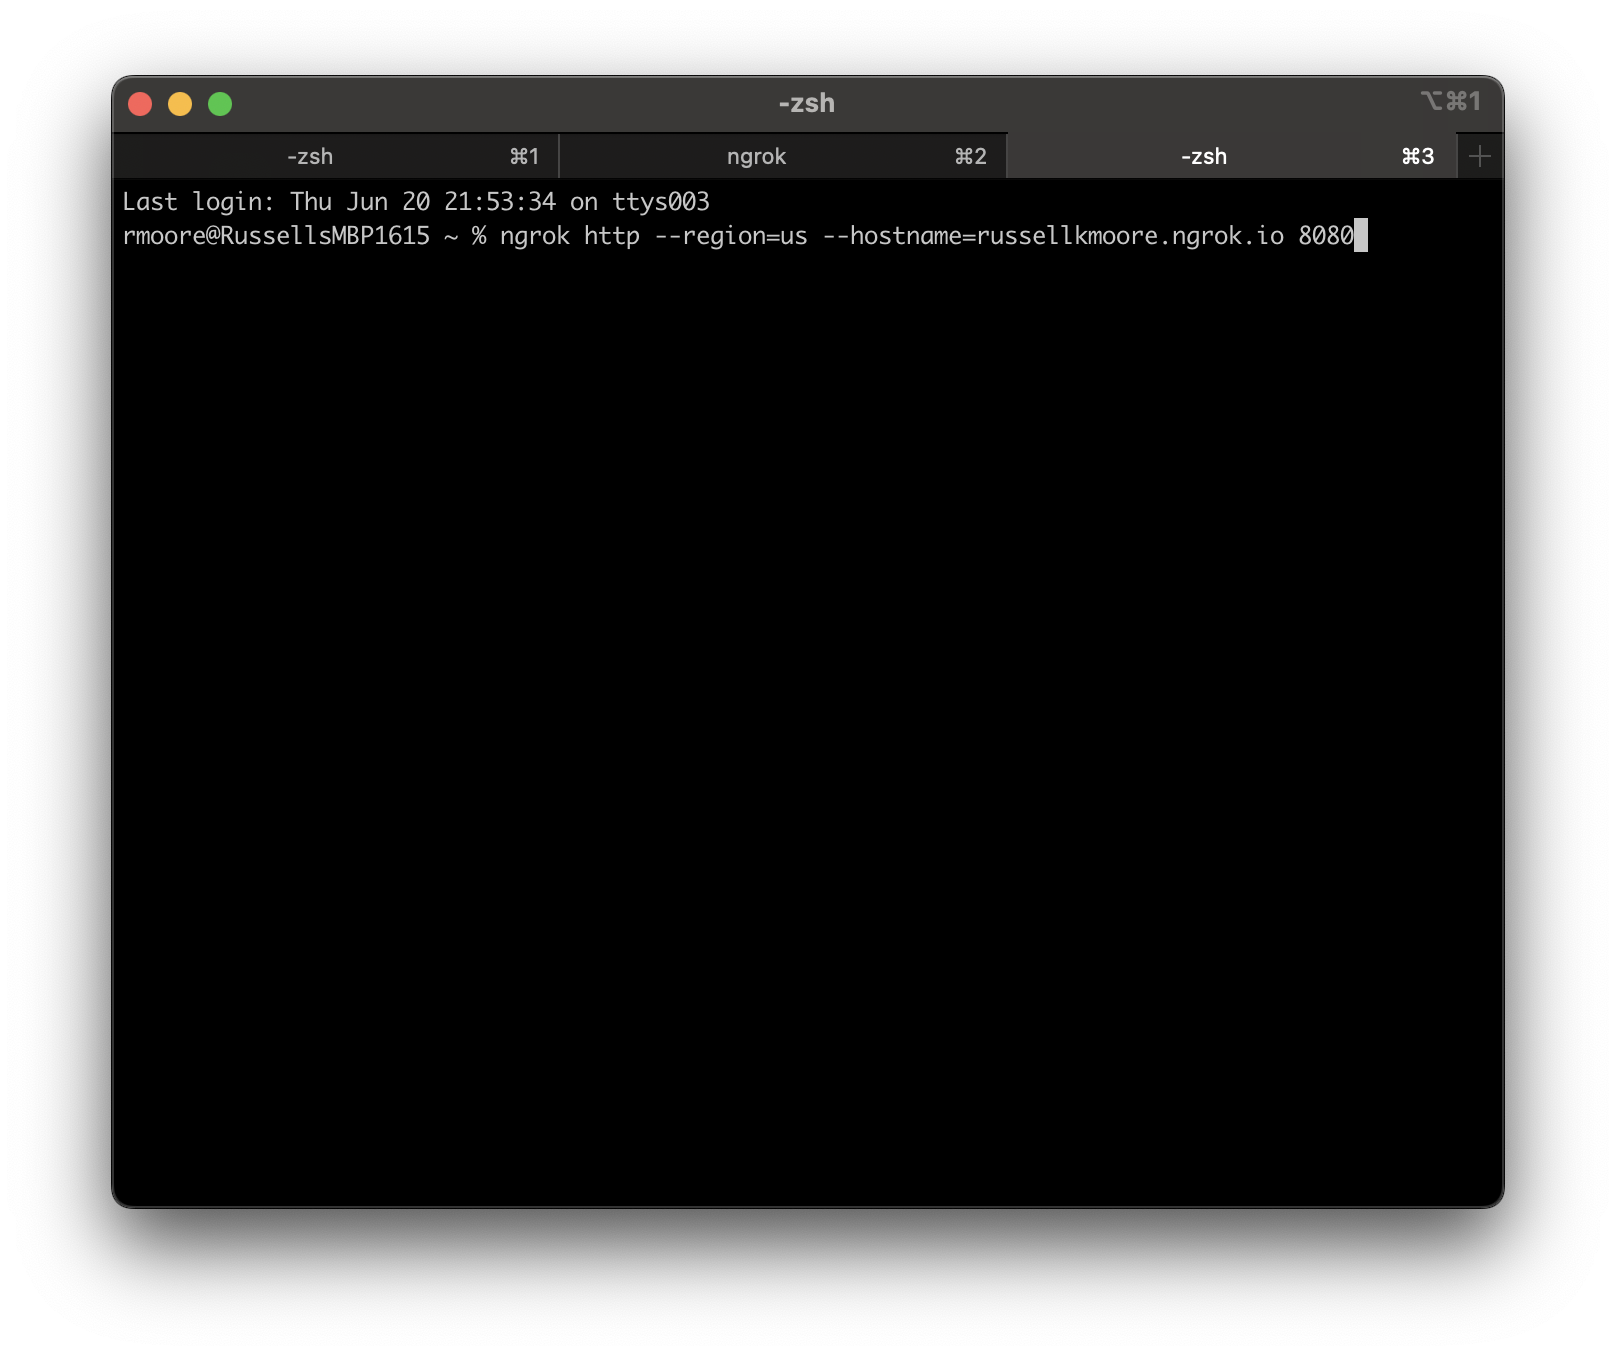 -zsh ⌥⌘1
-zsh ⌘1 ngrok ⌘2 -zsh ⌘3
Last login: Thu Jun 20 21:53:34 on ttys003
rmoore@RussellsMBP1615 ~ % ngrok http --region=us --hostname=russellkmoore.ngrok.io 8080